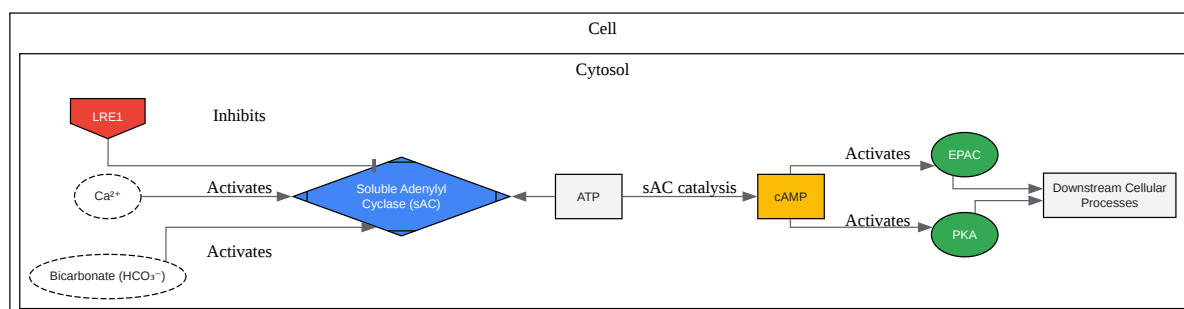 Cell
Cytosol
LRE1
Inhibits
Ca²⁺
Activates
Soluble Adenylyl
Cyclase (sAC)
ATP
sAC catalysis
cAMP
Activates
EPAC
Downstream Cellular
Processes
Activates
PKA
Activates
Bicarbonate (HCO₃⁻)